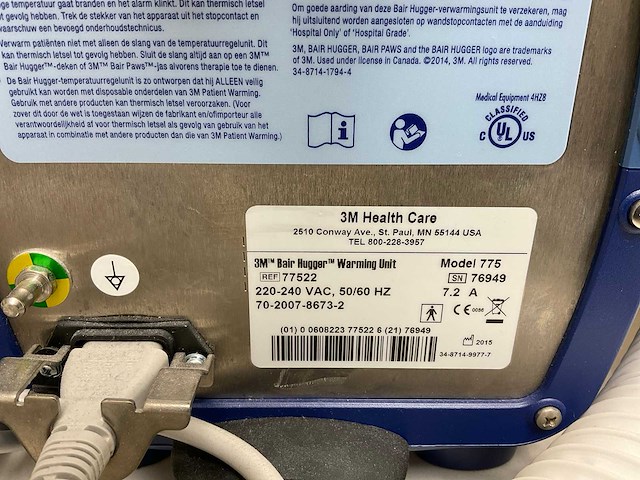 temperatuur gaat branden en het alarm klinkt. Dit kan thermisch letsel
tot gevolg hebben. Trek de stekker van het apparaat uit het stopcontact en
waarschuw een bevoegd onderhoudstechnicus.
Verwarm patiënten niet met alleen de slang van de temperatuurregelunit. Dit
kan thermisch letsel tot gevolg hebben. Sluit de slang altijd aan op een 3M™
Bair Hugger™-deken of 3M™ Bair Paws™-jas alvorens therapie toe te dienen.
De Bair Hugger-temperatuurregelunit is zo ontworpen dat hij ALLEEN veilig
gebruikt kan worden met disposable onderdelen van 3M Patient Warming.
Gebruik met andere producten kan thermisch letsel veroorzaken. (Voor
zover dit door de wet is toegestaan wijzen de fabrikant en/ofimporteur alle
verantwoordelijkheid af voor thermisch letsel als gevolg van gebruik van het
apparaat in combinatie met andere producten dan die van 3M Patient Warming.)
Om goede aarding van deze Bair Hugger-verwarmingsunit te verzekeren, mag
hij uitsluitend worden aangesloten op wandstopcontacten met de aanduiding
'Hospital Only' of 'Hospital Grade'.
3M, BAIR HUGGER, BAIR PAWS and the BAIR HUGGER logo are trademarks
of 3M. Used under license in Canada. ©2014, 3M. All rights reserved.
34-8714-1794-4
Medical Equipment 4HZ8
CLASSIFIED
C UL US
3M Health Care
2510 Conway Ave., St. Paul, MN 55144 USA
TEL 800-228-3957
3M™ Bair Hugger™ Warming Unit Model 775
REF 77522 SN 76949
220-240 VAC, 50/60 HZ 7.2 A
70-2007-8673-2
CE 0086
(01) 0 0608223 77522 6 (21) 76949
2015
34-8714-9977-7